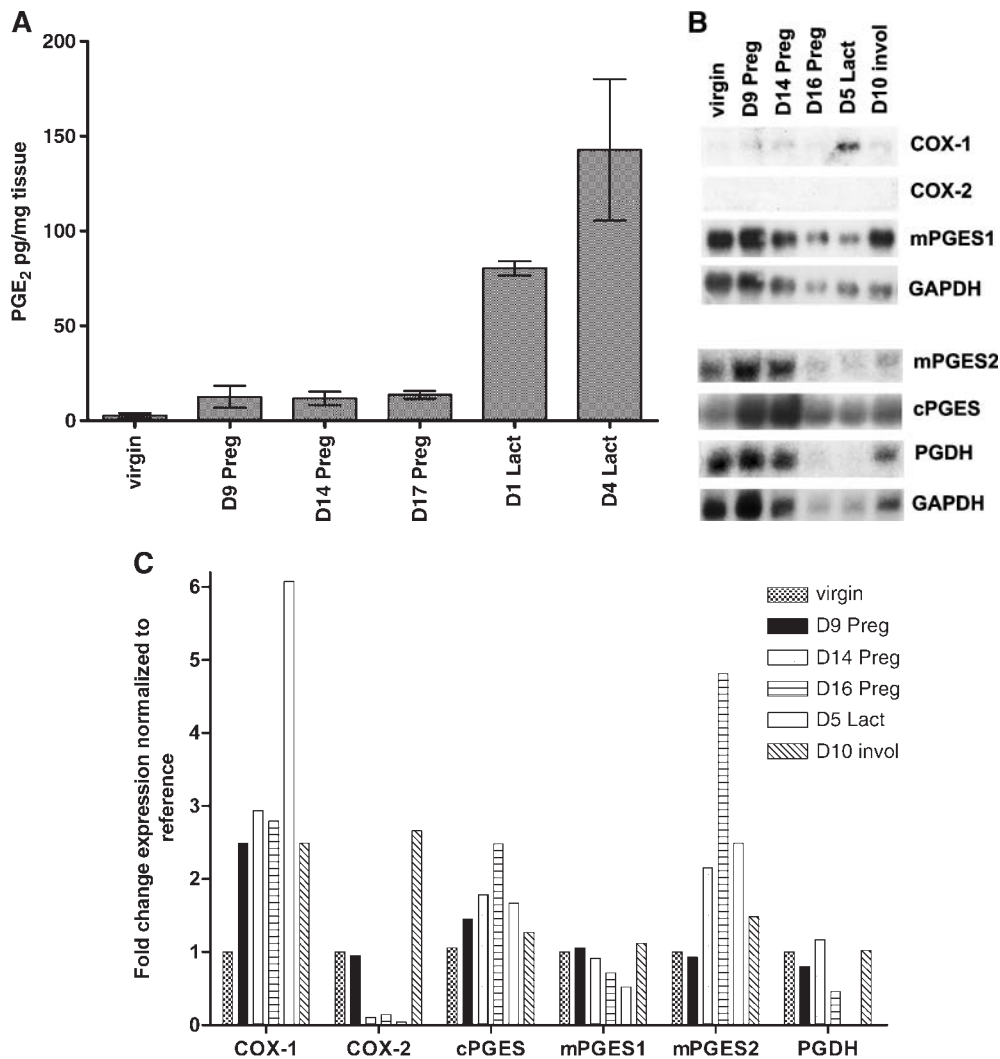 A
PGE2 pg/mg tissue
200
150
100
50
0
virgin
D9 Preg
D14 Preg
D17 Preg
D1 Lact
D4 Lact
B
virgin
D9 Preg
D14 Preg
D16 Preg
D5 Lact
D10 invol
COX-1
COX-2
mPGES1
GAPDH
mPGES2
cPGES
PGDH
GAPDH
C
Fold change expression normalized to
reference
6
5
4
3
2
1
0
virgin
D9 Preg
D14 Preg
D16 Preg
D5 Lact
D10 invol
COX-1
COX-2
cPGES
mPGES1
mPGES2
PGDH